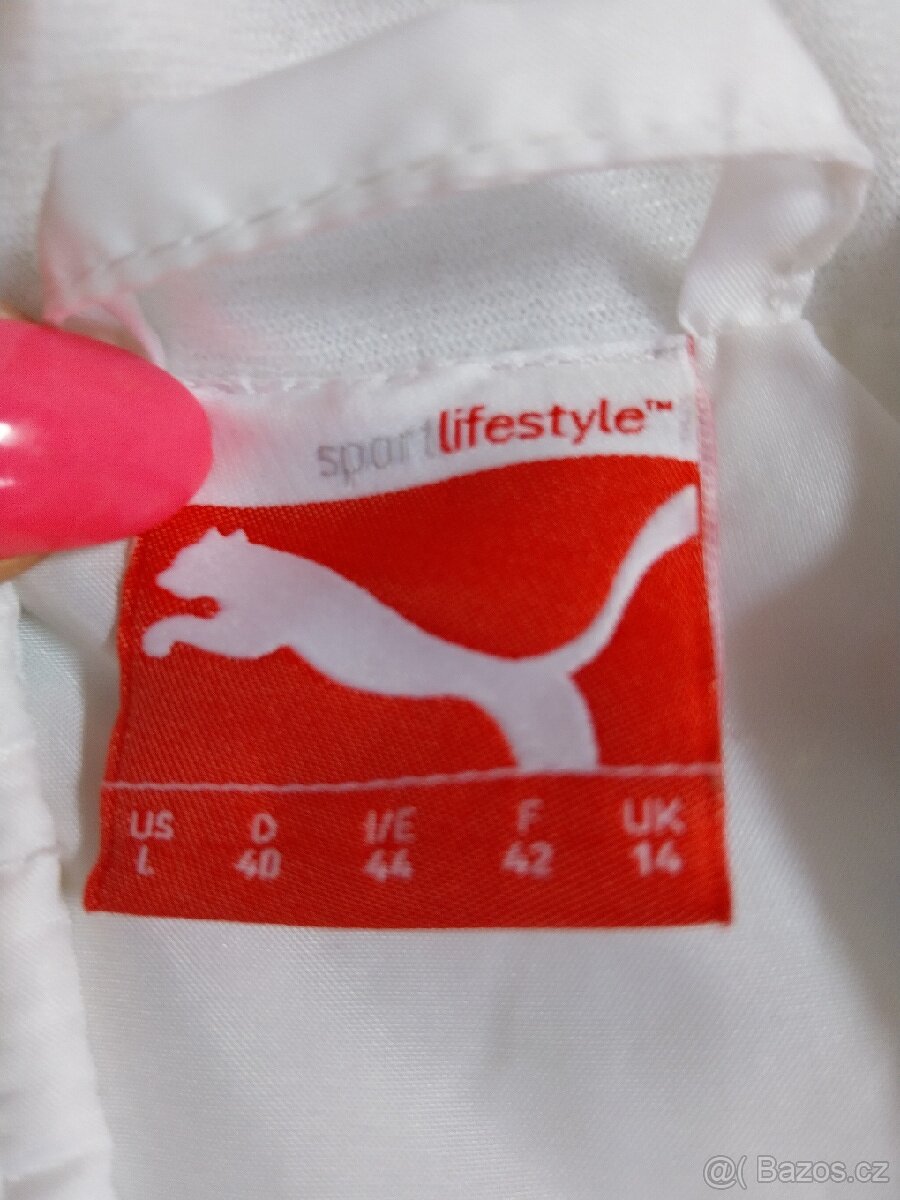 sportlifestyle™
US D I/E F UK
L 40 44 42 14
@( Bazos.cz